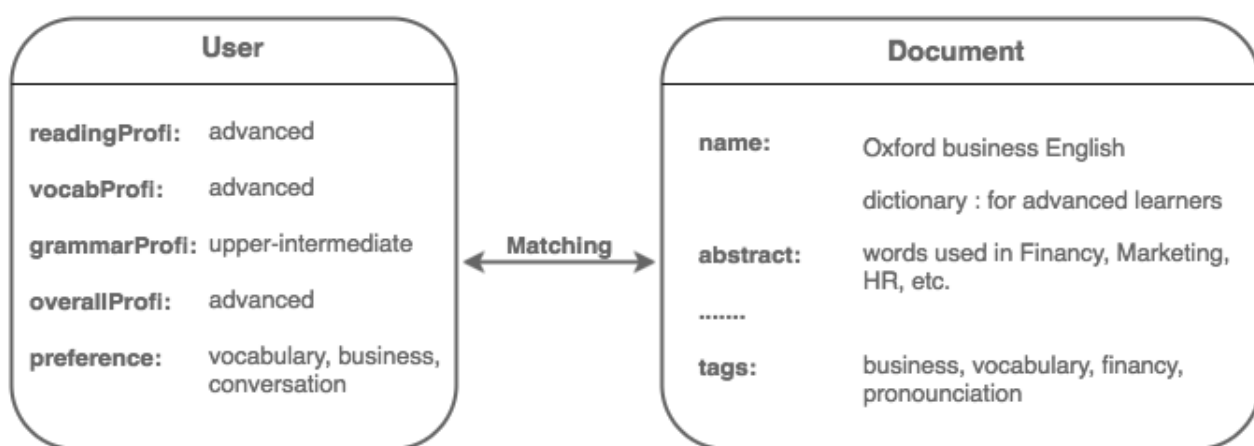 User
readingProfi: advanced
vocabProfi: advanced
grammarProfi: upper-intermediate
overallProfi: advanced
preference: vocabulary, business,
conversation
Matching
Document
name: Oxford business English
dictionary : for advanced learners
abstract: words used in Financy, Marketing,
HR, etc.
.......
tags: business, vocabulary, financy,
pronounciation